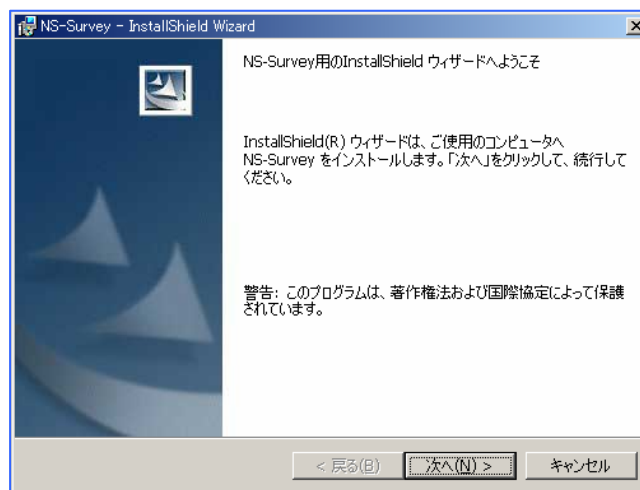 NS-Survey - InstallShield Wizard
NS-Survey用のInstallShield ウィザードへようこそ
InstallShield(R) ウィザードは、ご使用のコンピュータへ
NS-Survey をインストールします。「次へ」をクリックして、続行して
ください。
警告: このプログラムは、著作権法および国際協定によって保護
されています。
< 戻る(B)
次へ(N) >
キャンセル